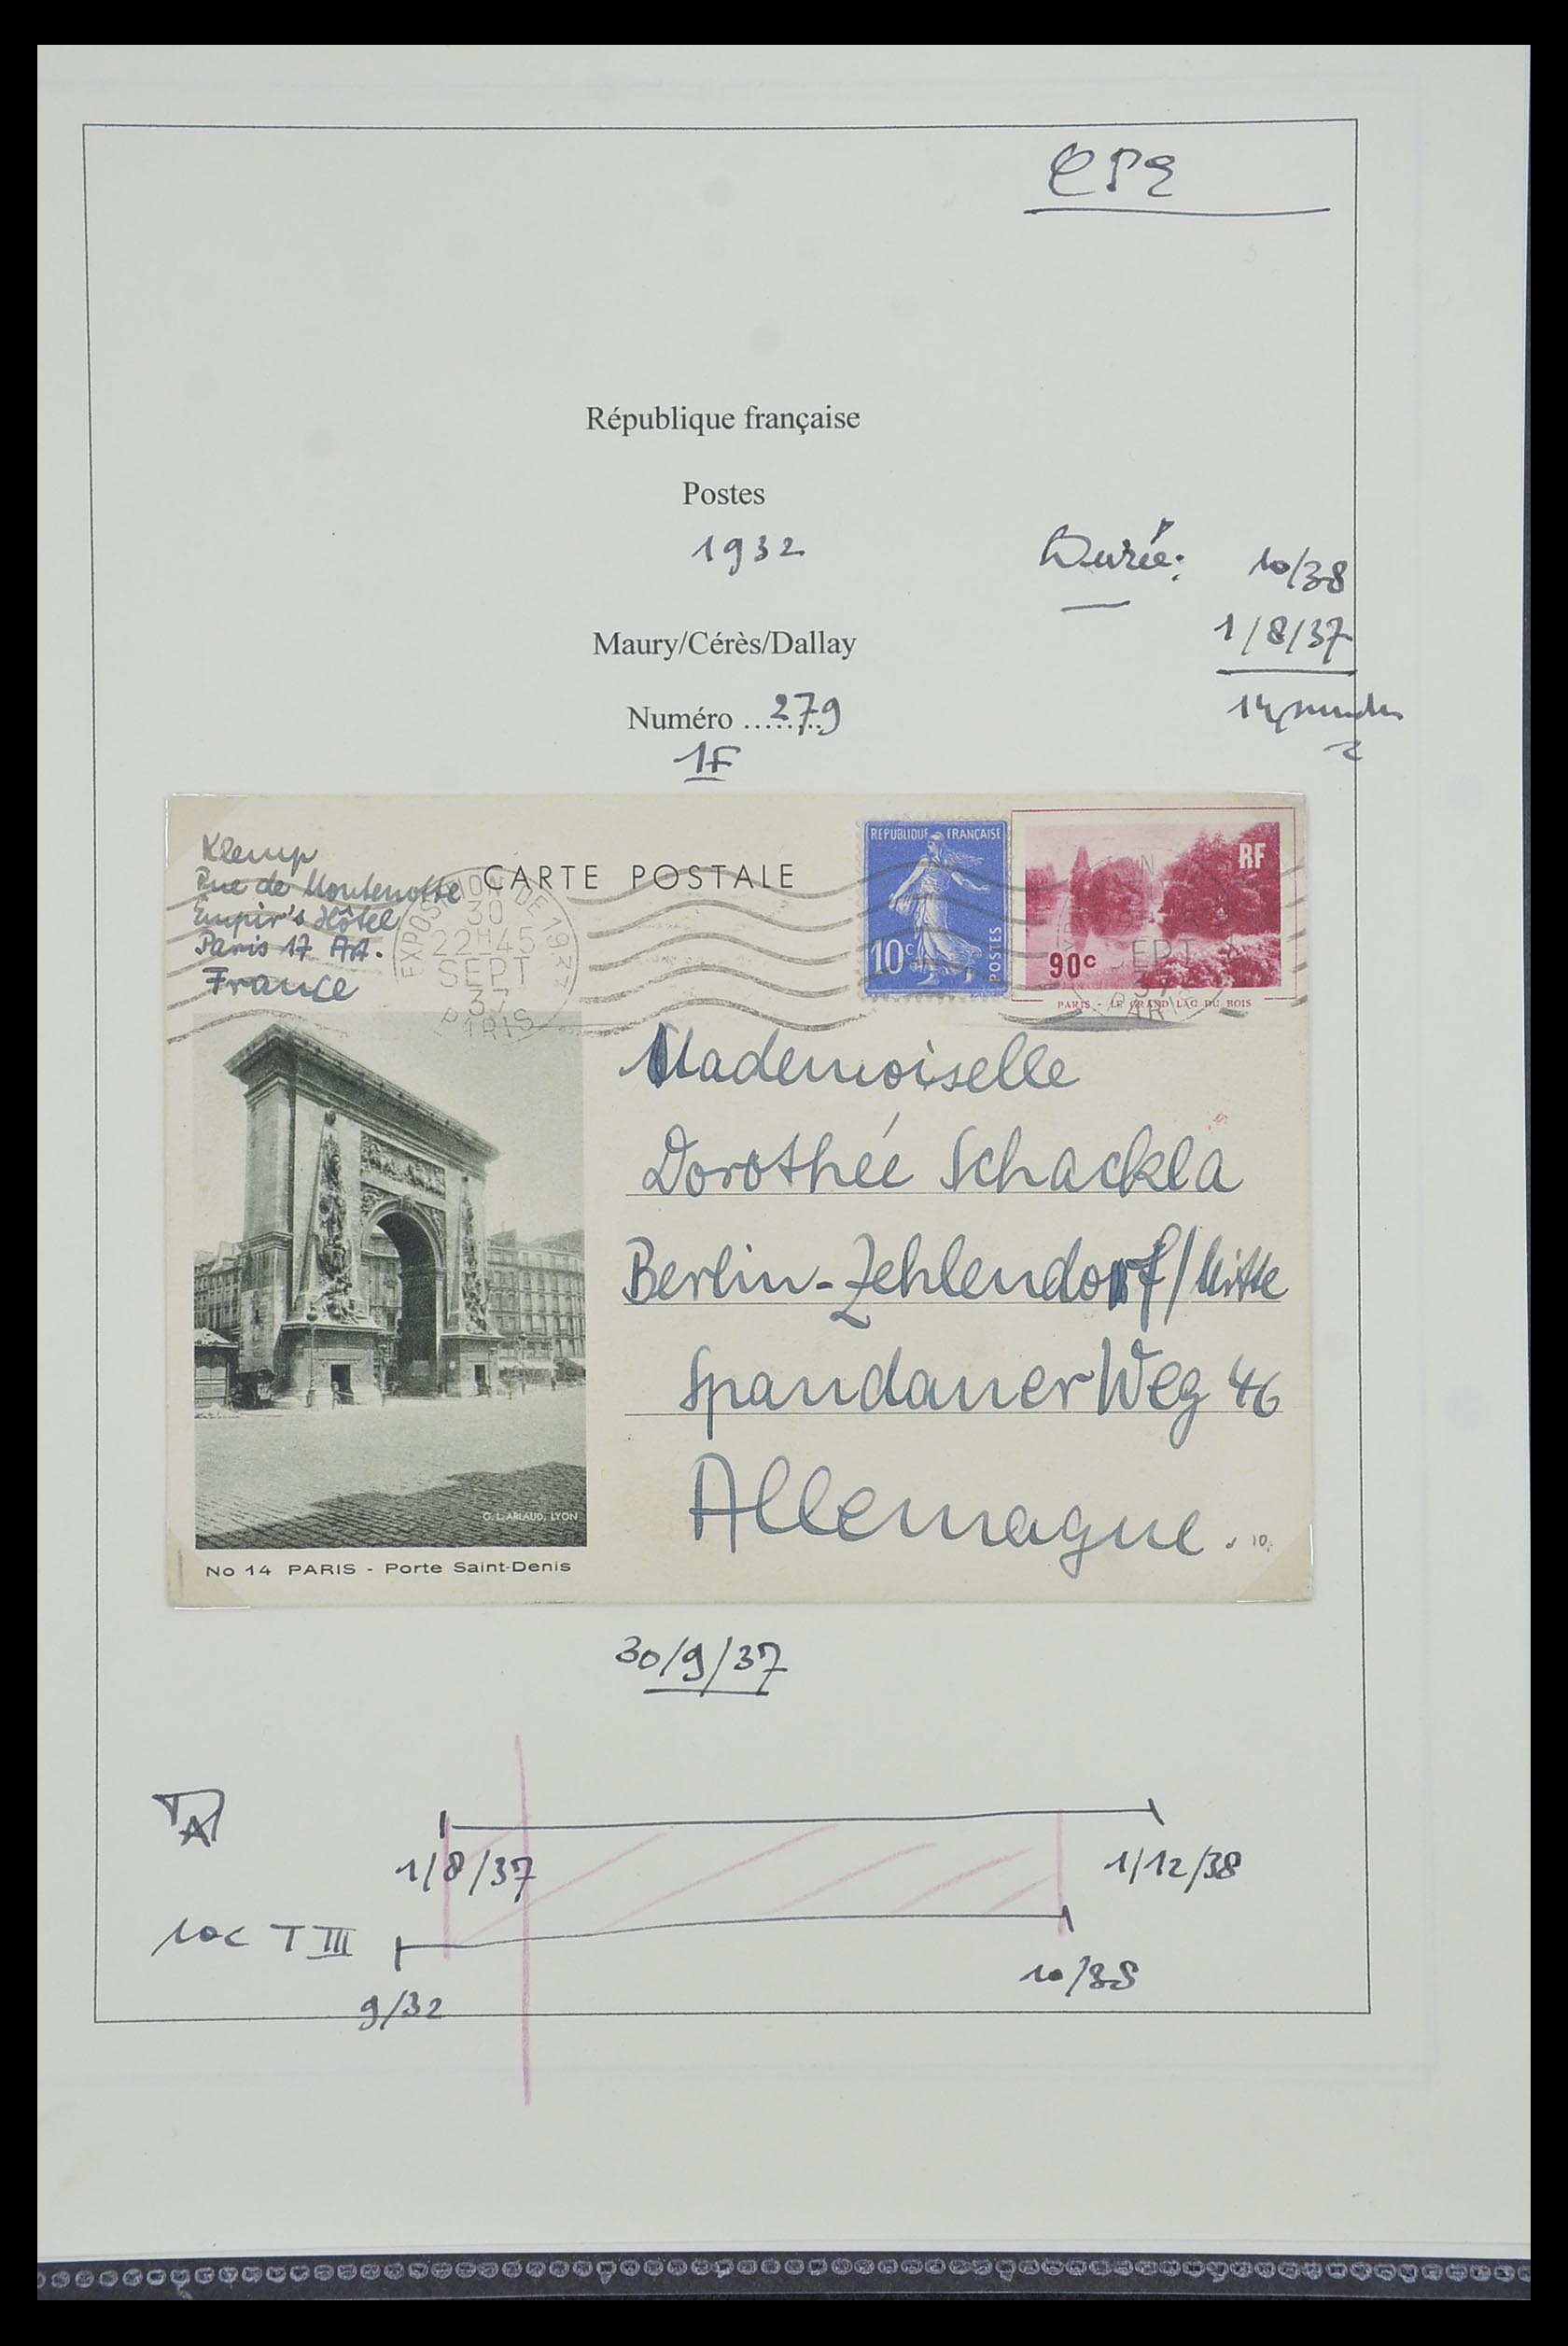 République française
Postes
1932
Durée:
10/38
1/8/37
Maury/Cérès/Dallay
Numéro ........279
1F
Klemp
Rue de Montenotte
Empir's Hôtel
Paris 17 Ar.
France
CARTE POSTALE
EXPOSITION DE 1937
30
22H45
SEPT
37
PARIS
REPUBLIQUE FRANÇAISE
10c
POSTES
RF
90c
PARIS - LE GRAND LAC DU BOIS
SEPT
37
Mademoiselle
Dorothée Schackla
Berlin-Zehlendorf/Mitte
Spandauer Weg 46
Allemagne.
G. L. ARLAUD, LYON
No 14 PARIS - Porte Saint-Denis
30/9/37
1/8/37
1/12/38
10c T III
9/32
10/38